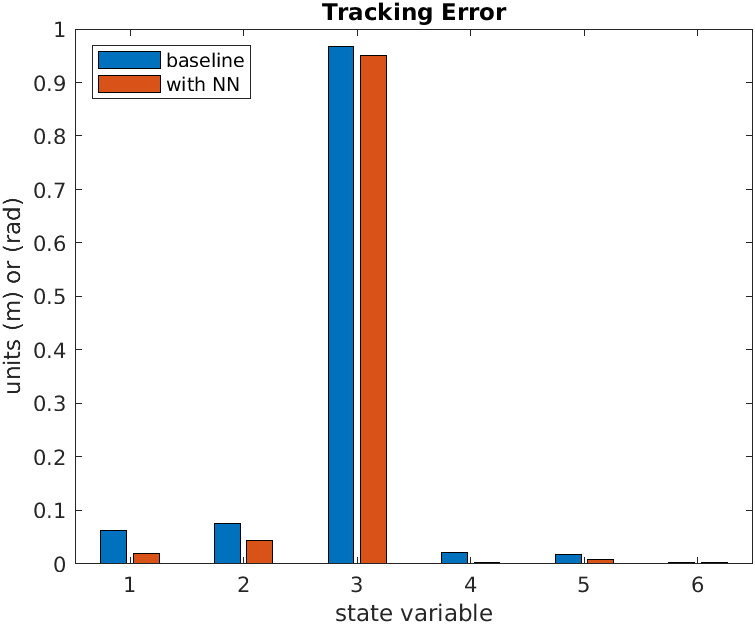 Tracking Error
baseline
with NN
units (m) or (rad)
1
0.9
0.8
0.7
0.6
0.5
0.4
0.3
0.2
0.1
0
1 2 3 4 5 6
state variable